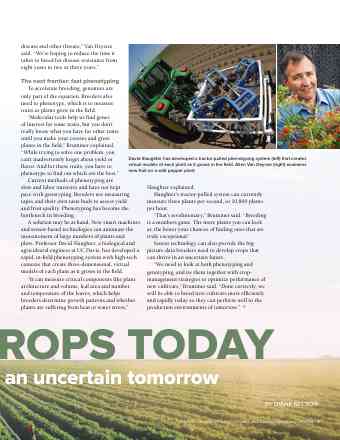 disease and other threats," Van Deynze
said. "We're hoping to reduce the time it
takes to breed for disease resistance from
eight years to two or three years."
The next frontier: fast phenotyping
To accelerate breeding, genomics are
only part of the equation. Breeders also
need to phenotype, which is to measure
traits as plants grow in the field.
"Molecular tools help us find genes
of interest for some traits, but you don't
really know what you have for other traits
until you make your crosses and grow
plants in the field," Brummer explained.
"While trying to solve one problem, you
can't inadvertently forget about yield or
flavor. And for those traits, you have to
phenotype to find out which are the best."
Current methods of phenotyping are
slow and labor intensive and have not kept
pace with genotyping. Breeders use measuring
tapes and their own taste buds to assess yield
and fruit quality. Phenotyping has become the
bottleneck in breeding.
A solution may be at hand. New smart machines
and sensor-based technologies can automate the
measurement of large numbers of plants and
plots. Professor David Slaughter, a biological and
agricultural engineer at UC Davis, has developed a
rapid, in-field phenotyping system with high-tech
cameras that create three-dimensional, virtual
models of each plant as it grows in the field.
"It can measure critical components like plant
architecture and volume, leaf area and number,
and temperature of the leaves, which helps
breeders determine growth patterns and whether
plants are suffering from heat or water stress,"
David Slaughter has developed a tractor-pulled phenotyping system (left) that creates
virtual models of each plant as it grows in the field. Allen Van Deynze (right) examines
new fruit on a chili pepper plant.
Slaughter explained.
Slaughter's tractor-pulled system can currently
measure three plants per second, or 10,800 plants
per hour.
"That's revolutionary," Brummer said. "Breeding
is a numbers game. The more plants you can look
at, the better your chances of finding ones that are
truly exceptional."
Sensor technology can also provide the big-
picture data breeders need to develop crops that
can thrive in an uncertain future.
"We need to look at both phenotyping and
genotyping, and tie them together with crop-
management strategies to optimize performance of
new cultivars," Brummer said. "Done correctly, we
will be able to breed new cultivars more efficiently
and rapidly today so they can perform well in the
production environments of tomorrow."
ROPS TODAY
an uncertain tomorrow
BY DIANE NELSON